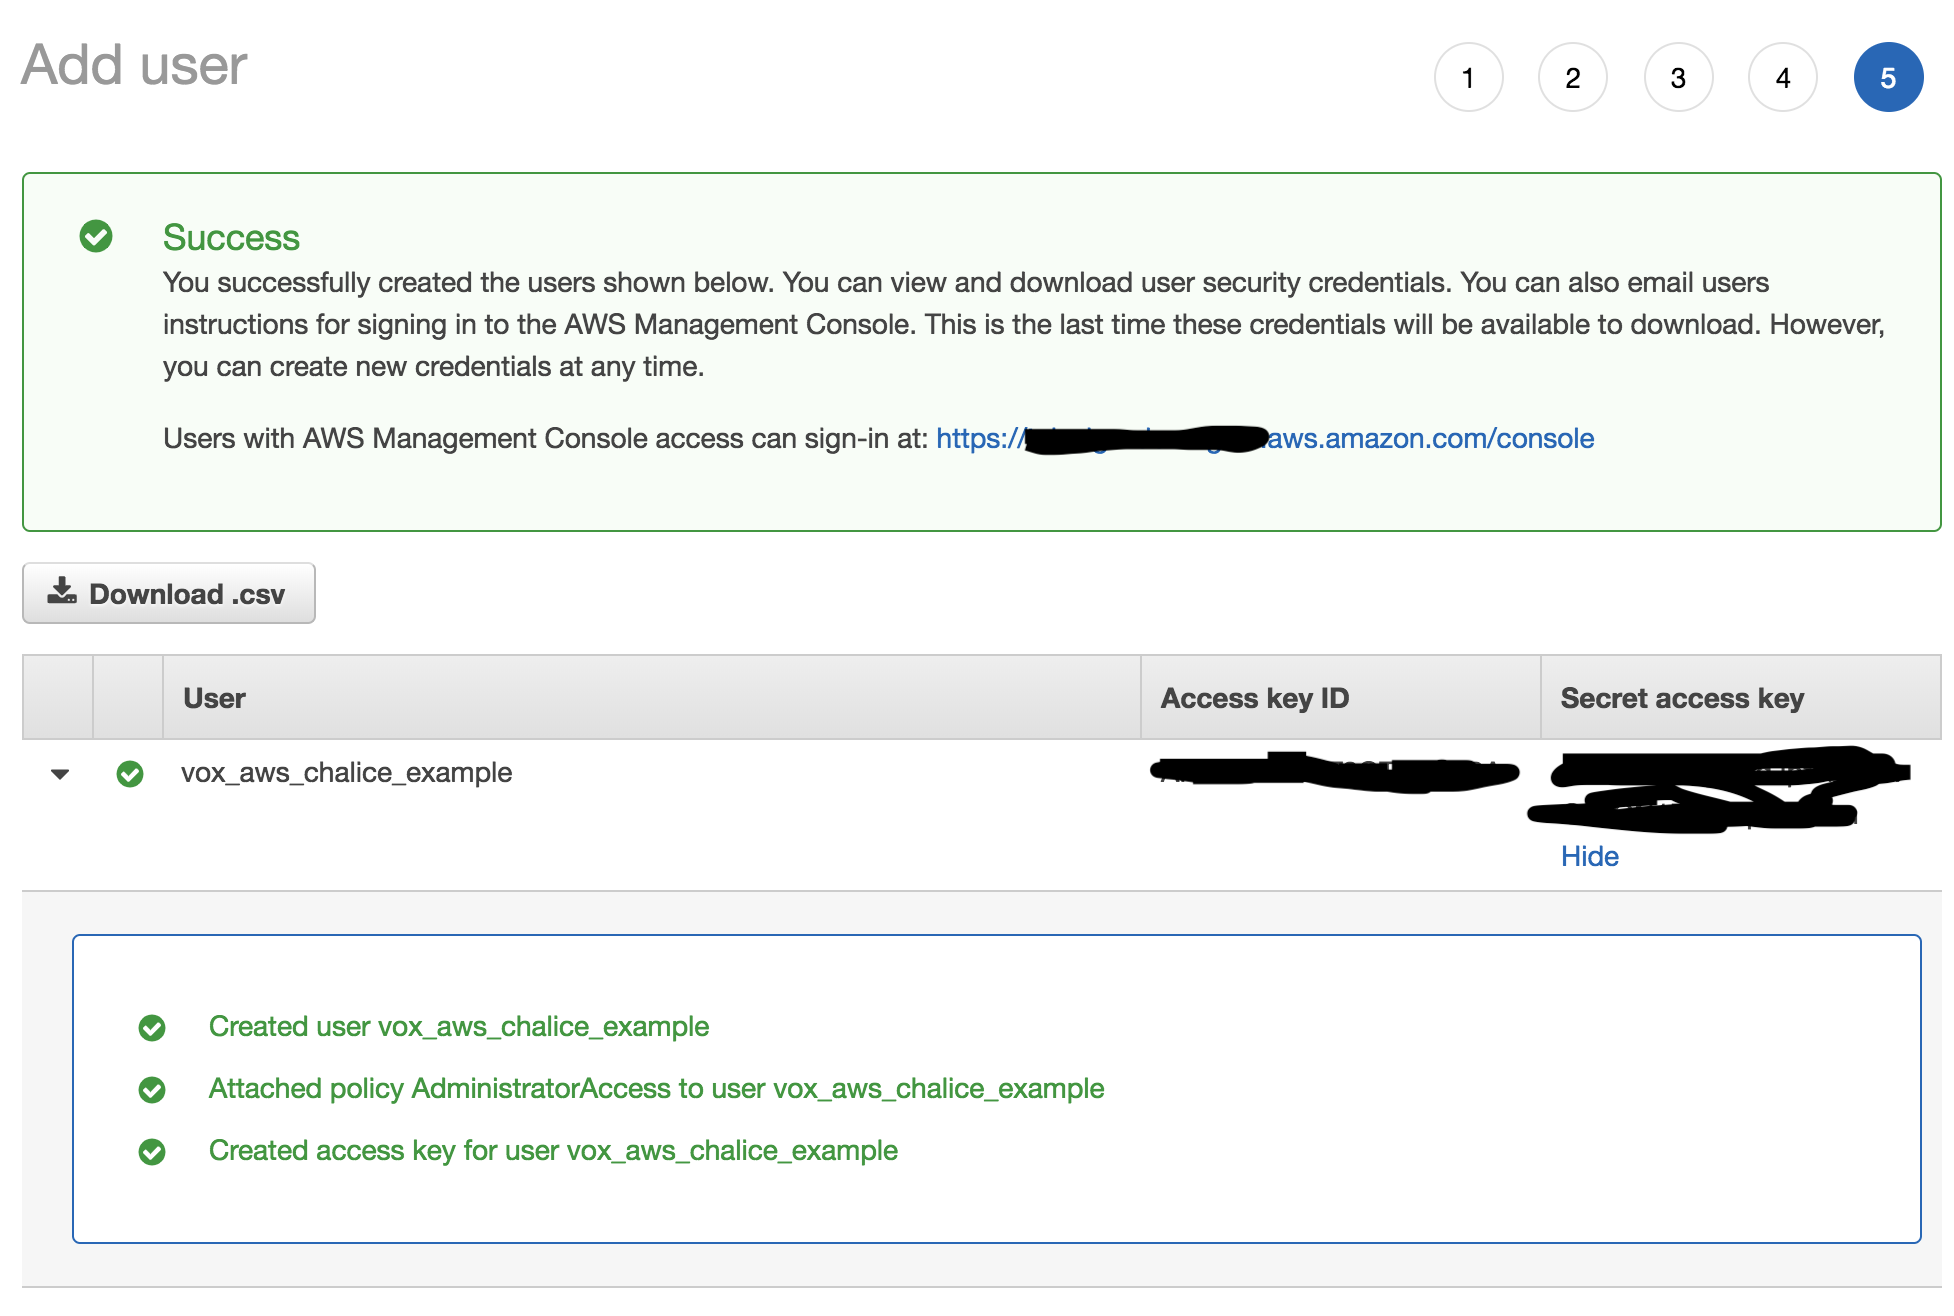 Add user
1 2 3 4 5
Success
You successfully created the users shown below. You can view and download user security credentials. You can also email users
instructions for signing in to the AWS Management Console. This is the last time these credentials will be available to download. However,
you can create new credentials at any time.
Users with AWS Management Console access can sign-in at: https:// aws.amazon.com/console
Download .csv
User Access key ID Secret access key
vox_aws_chalice_example
Hide
Created user vox_aws_chalice_example
Attached policy AdministratorAccess to user vox_aws_chalice_example
Created access key for user vox_aws_chalice_example